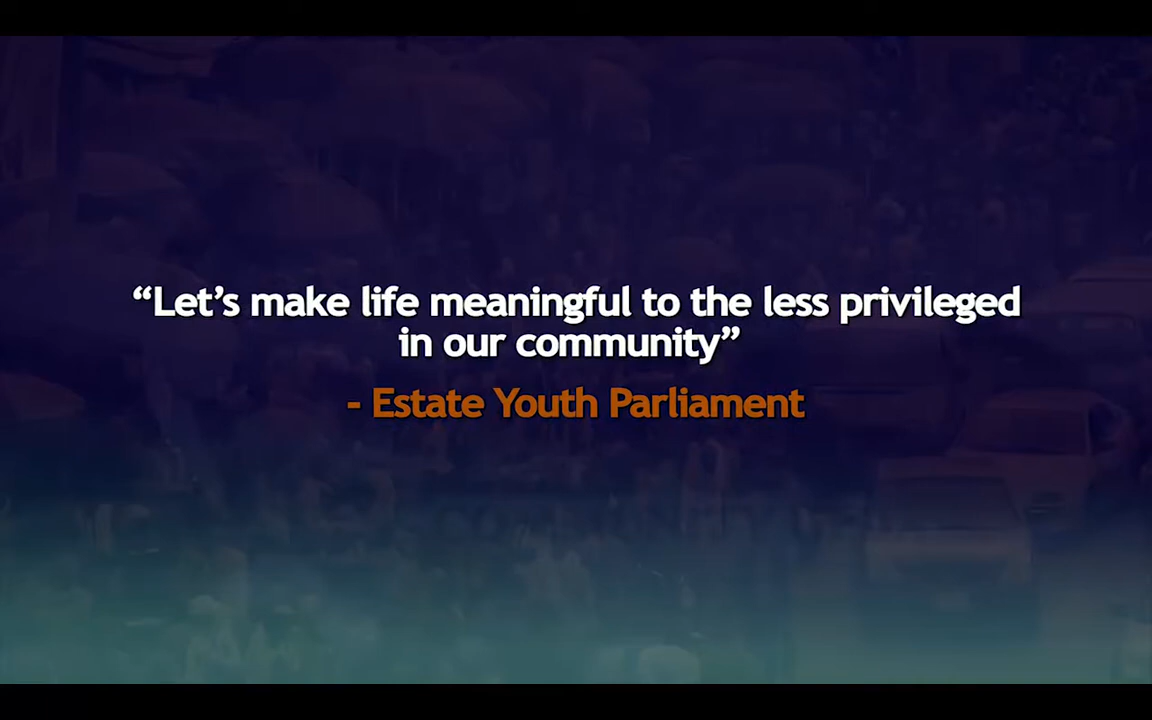 “Let’s make life meaningful to the less privileged
in our community”
- Estate Youth Parliament